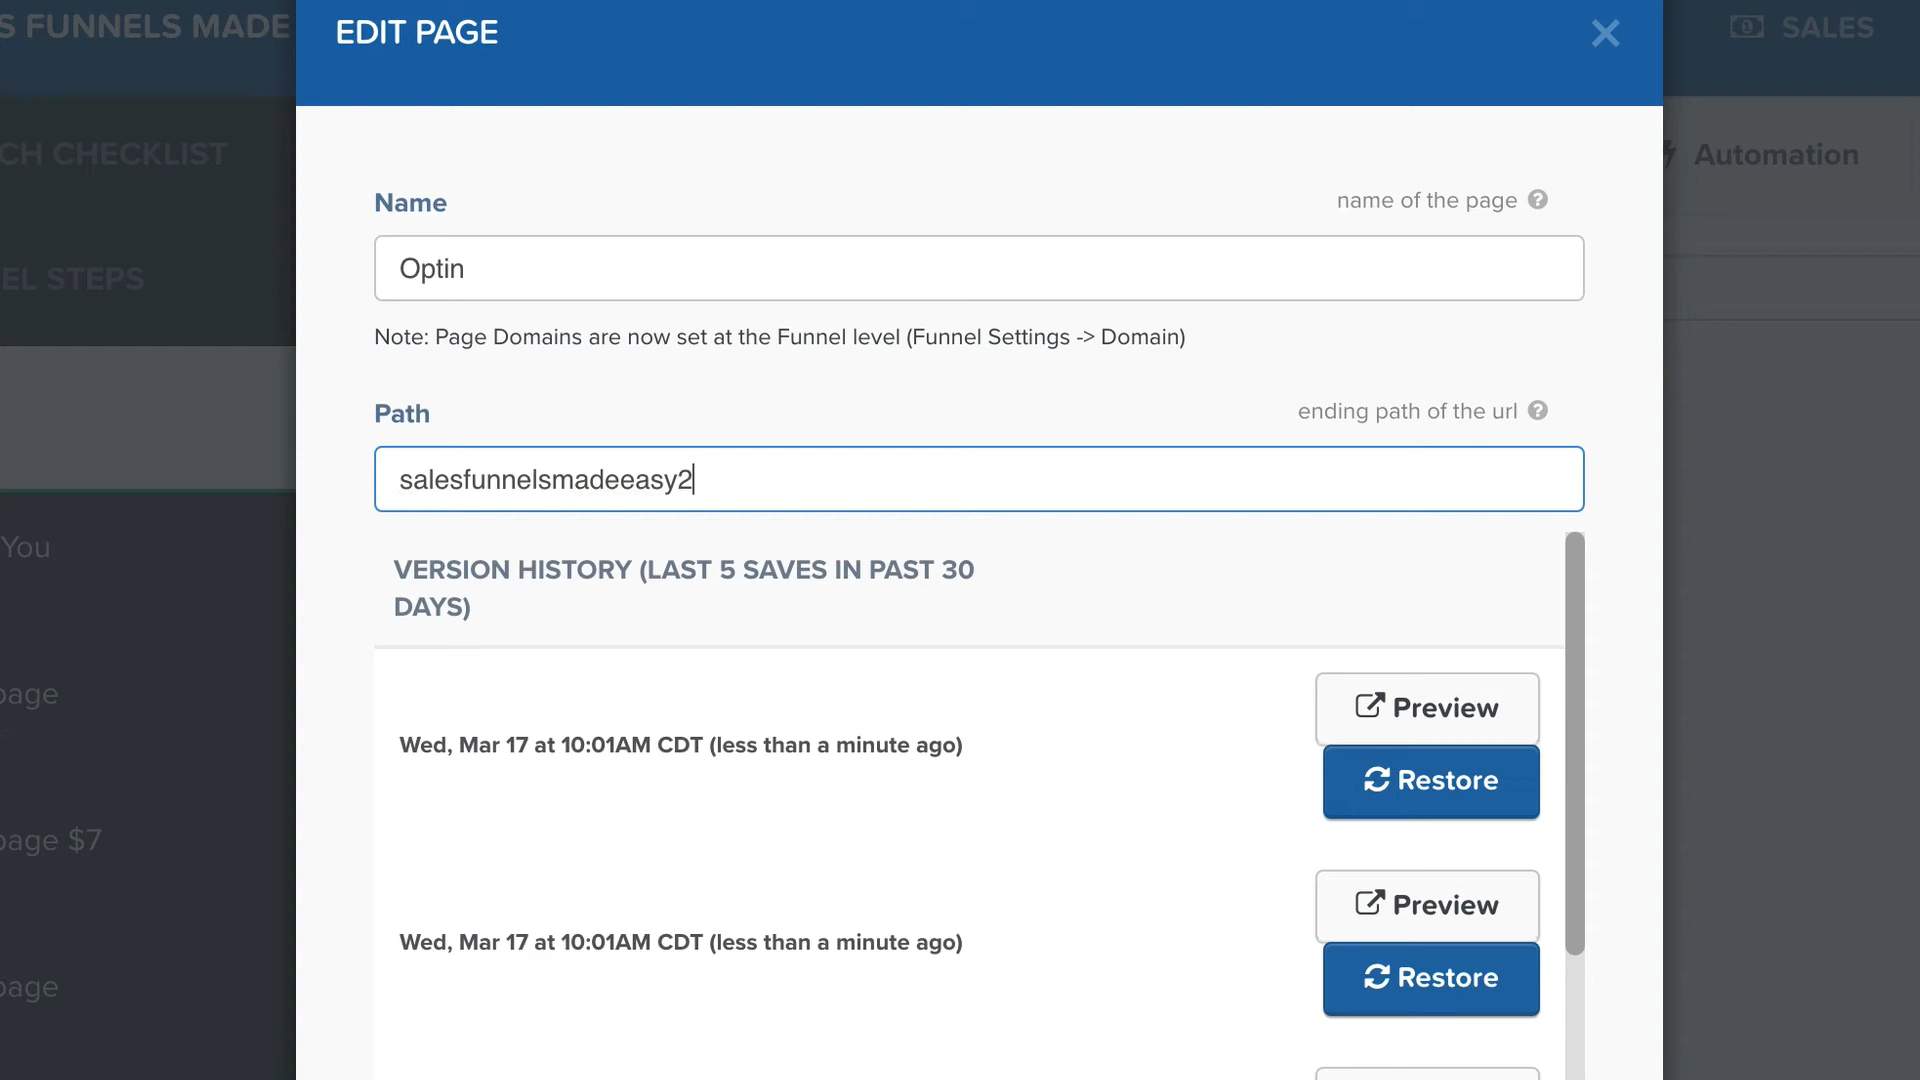 S FUNNELS MADE
EDIT PAGE
SALES
CH CHECKLIST
Automation
Name
name of the page
Optin
EL STEPS
Note: Page Domains are now set at the Funnel level (Funnel Settings -> Domain)
Path
ending path of the url
salesfunnelsmadeeasy2
You
VERSION HISTORY (LAST 5 SAVES IN PAST 30
DAYS)
page
Preview
Wed, Mar 17 at 10:01AM CDT (less than a minute ago)
Restore
page $7
Preview
Wed, Mar 17 at 10:01AM CDT (less than a minute ago)
Restore
page